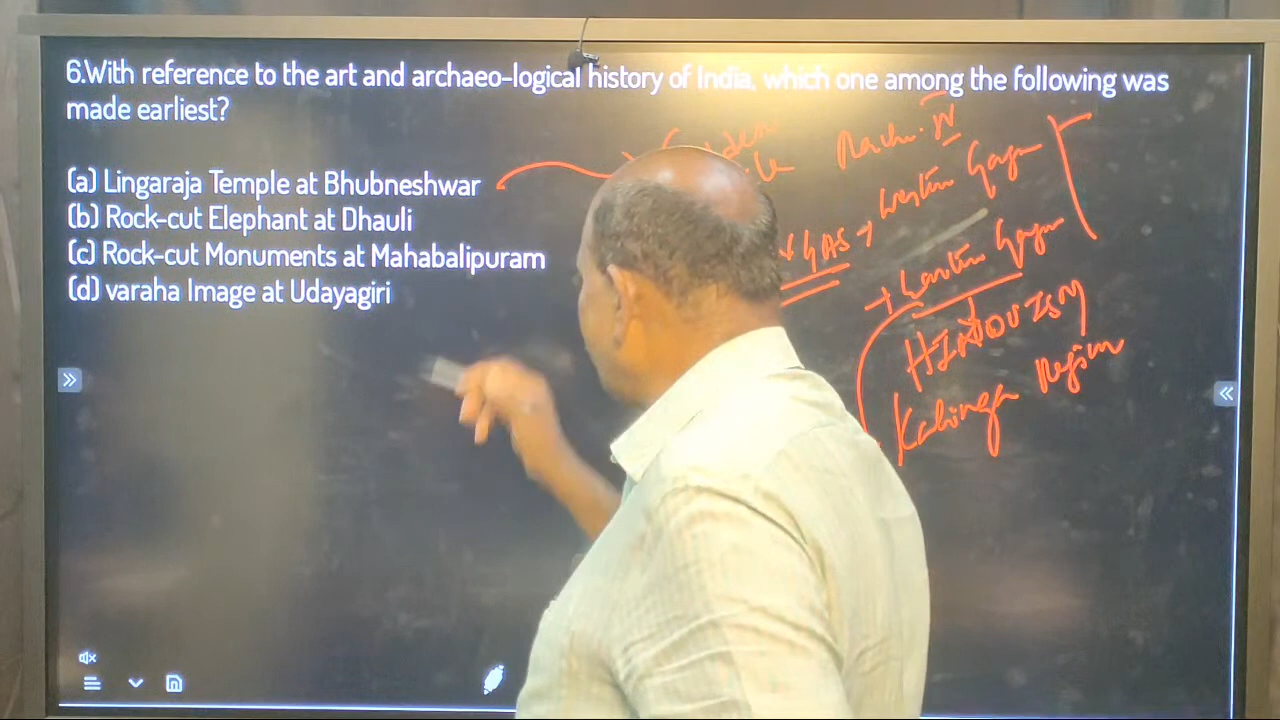 6.With reference to the art and archaeo-logical history of India, which one among the following was
made earliest?
(a) Lingaraja Temple at Bhubneshwar
(b) Rock-cut Elephant at Dhauli
(c) Rock-cut Monuments at Mahabalipuram
(d) varaha Image at Udayagiri
IV
GAS → Western Ganga
→ Eastern Ganga
HINDUISM
Kalinga Region